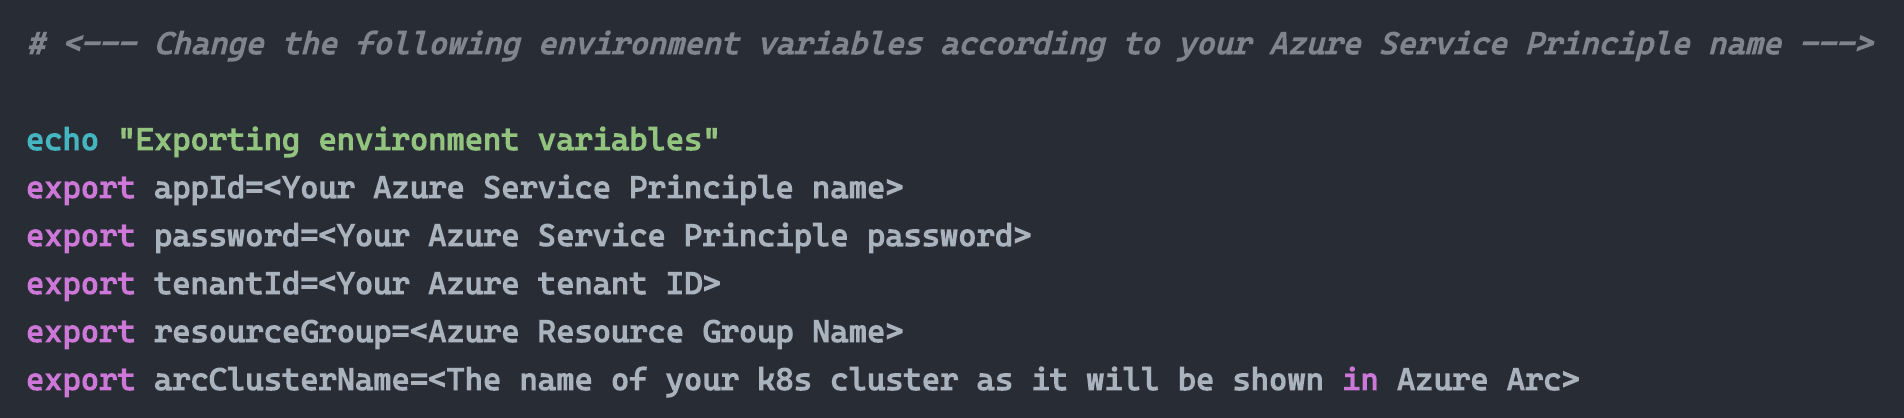 # <--- Change the following environment variables according to your Azure Service Principle name --->
echo "Exporting environment variables"
export appId=<Your Azure Service Principle name>
export password=<Your Azure Service Principle password>
export tenantId=<Your Azure tenant ID>
export resourceGroup=<Azure Resource Group Name>
export arcClusterName=<The name of your k8s cluster as it will be shown in Azure Arc>